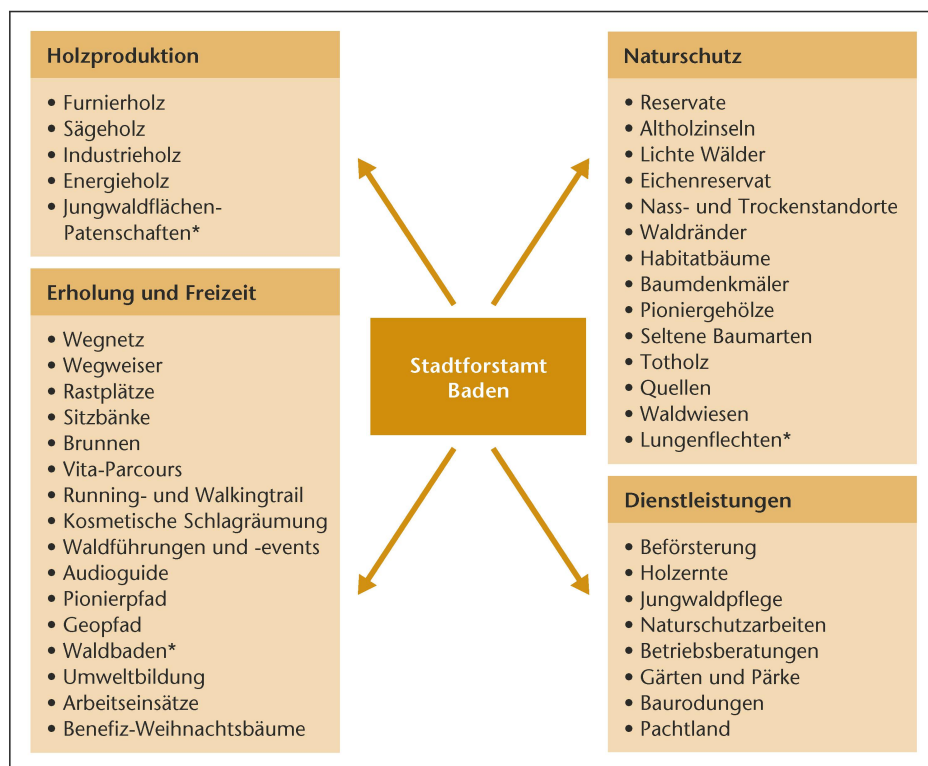 Holzproduktion
• Furnierholz
• Sägeholz
• Industrieholz
• Energieholz
• Jungwaldflächen-
Patenschaften*
Erholung und Freizeit
• Wegnetz
• Wegweiser
• Rastplätze
• Sitzbänke
• Brunnen
• Vita-Parcours
• Running- und Walkingtrail
• Kosmetische Schlagräumung
• Waldführungen und -events
• Audioguide
• Pionierpfad
• Geopfad
• Waldbaden*
• Umweltbildung
• Arbeitseinsätze
• Benefiz-Weihnachtsbäume
Stadtforstamt
Baden
Naturschutz
• Reservate
• Altholzinseln
• Lichte Wälder
• Eichenreservat
• Nass- und Trockenstandorte
• Waldränder
• Habitatbäume
• Baumdenkmäler
• Pioniergehölze
• Seltene Baumarten
• Totholz
• Quellen
• Waldwiesen
• Lungenflechten*
Dienstleistungen
• Beförsterung
• Holzernte
• Jungwaldpflege
• Naturschutzarbeiten
• Betriebsberatungen
• Gärten und Pärke
• Baurodungen
• Pachtland